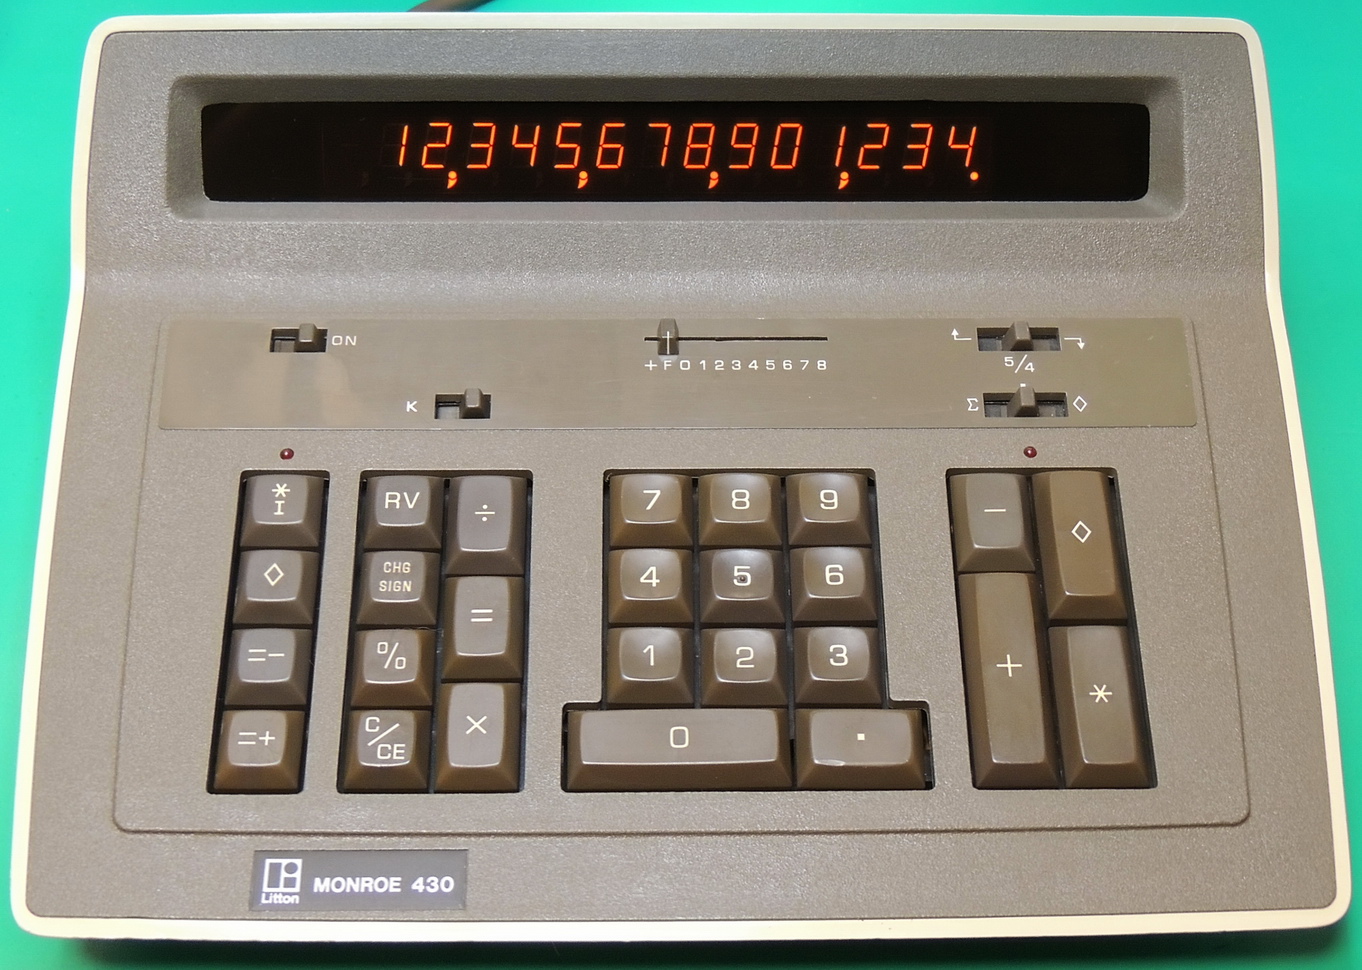 12,345,678,901,234.
ON
+F012345678
5/4
K
Σ ◇
* I
RV
÷
7 8 9
−
◇
◇
CHG SIGN
=
4 5 6
=-
%
1 2 3
+
*
=+
C/CE
×
0 .
Litton
MONROE 430